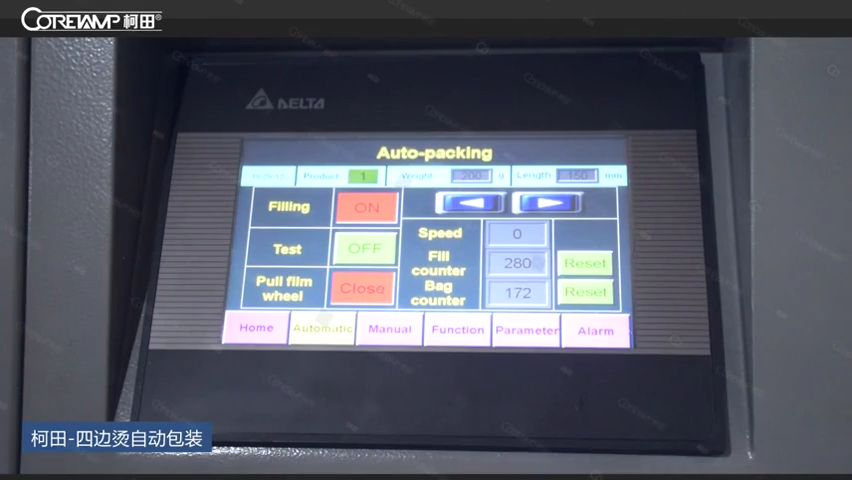 CORETAMP 柯田®
DELTA
Auto-packing
Product 1 Weight 200 g Length 150 mm
Filling ON
Test OFF
Pull film wheel Close
Speed 0
Fill counter 280 Reset
Bag counter 172 Reset
Home Automatic Manual Function Parameter Alarm
柯田-四边烫自动包装